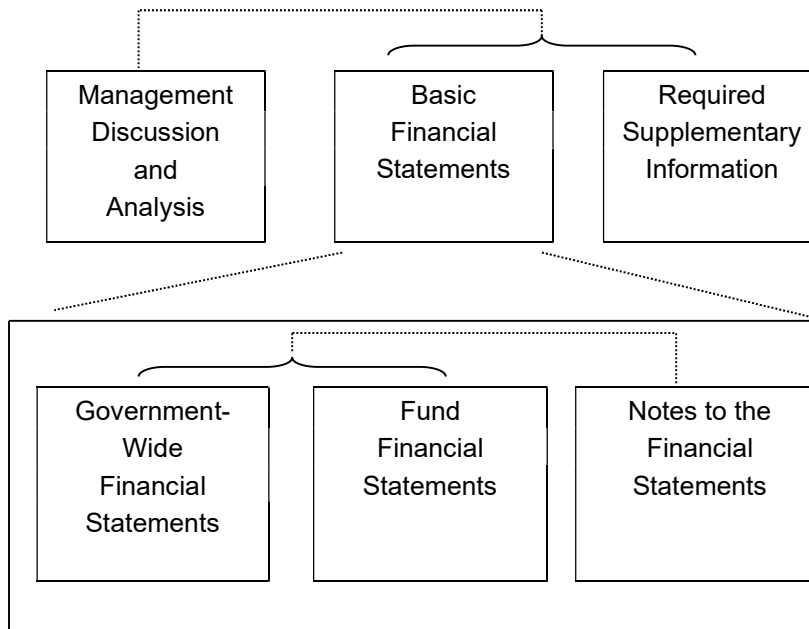 Management
Discussion
and
Analysis
Basic
Financial
Statements
Required
Supplementary
Information
Government-
Wide
Financial
Statements
Fund
Financial
Statements
Notes to the
Financial
Statements